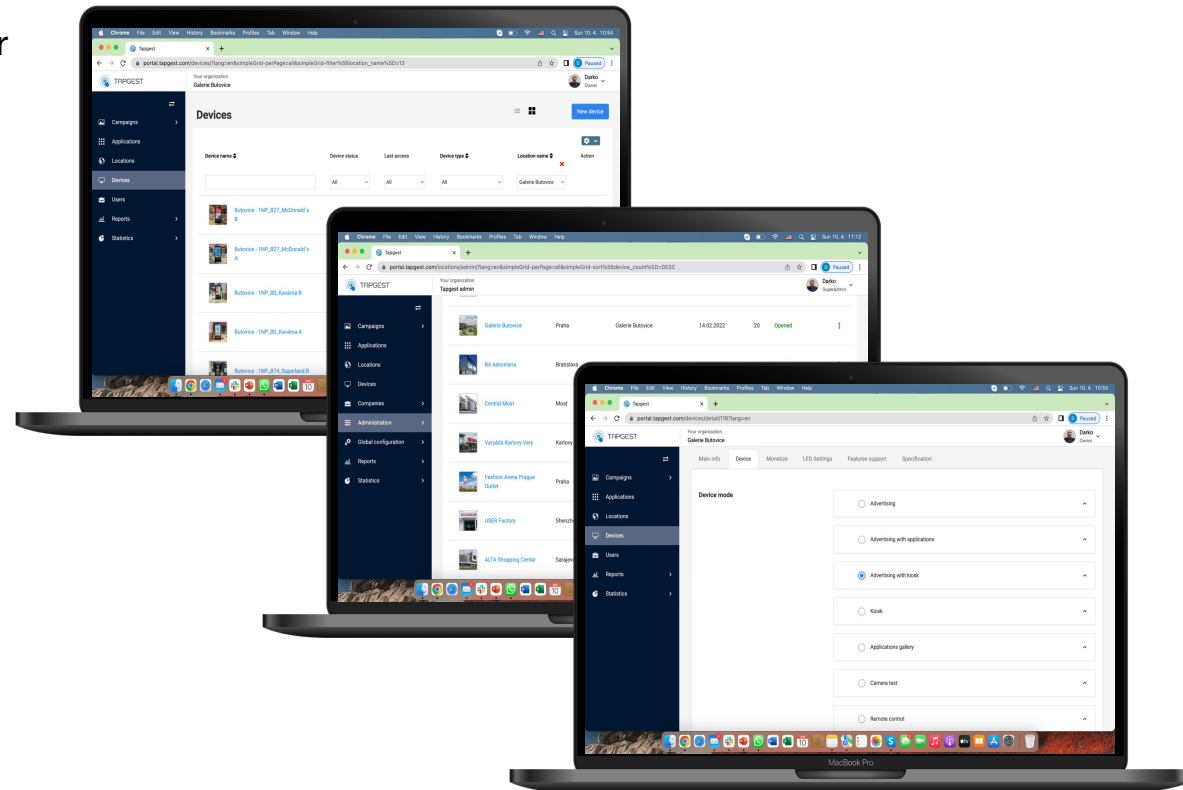 r
Chrome File Edit View History Bookmarks Profiles Tab Window Help Sun 10. 4. 10:54
Tapgest
portal.tapgest.com/devices/?lang=en&simpleGrid-perPage=all&simpleGrid-filter%5Blocation_name%5D=13 Paused
TAPGEST
Your organization
Galerie Butovice
Darko
Owner
Campaigns
Applications
Locations
Devices
Users
Reports
Statistics
Devices
New device
Device name Device status Last access Device type Location name Action
All All All Galerie Butovice
Butovice - 1NP_B27_McDonald´s
B
Butovice - 1NP_B27_McDonald´s
A
Butovice - 1NP_B0_Kavárna B
Butovice - 1NP_B0_Kavárna A
Butovice - 1NP_B74_Superland B
Chrome File Edit View History Bookmarks Profiles Tab Window Help Sun 10. 4. 11:12
Tapgest
portal.tapgest.com/locations/admin/?lang=en&simpleGrid-perPage=all&simpleGrid-sort%5Bdevice_count%5D=DESC Paused
TAPGEST
Your organization
Tapgest admin
Darko
Superadmin
Campaigns
Applications
Locations
Devices
Companies
Administration
Global configuration
Reports
Statistics
Galerie Butovice Praha Galerie Butovice 14.02.2022 20 Opened
BA kancelaria Bratislava
Central Most Most
Varyáda Karlovy Vary Karlovy
Fashion Arena Prague
Outlet
Praha
USER Factory Shenzhe
ALTA Shopping Centar Sarajevo
Chrome File Edit View History Bookmarks Profiles Tab Window Help Sun 10. 4. 10:55
Tapgest
portal.tapgest.com/devices/detail/116?lang=en Paused
TAPGEST
Your organization
Galerie Butovice
Darko
Owner
Campaigns
Applications
Locations
Devices
Users
Reports
Statistics
Main info Device Monetize LED Settings Features support Specification
Device mode
Advertising
Advertising with applications
Advertising with kiosk
Kiosk
Applications gallery
Camera test
Remote control
MacBook Pro